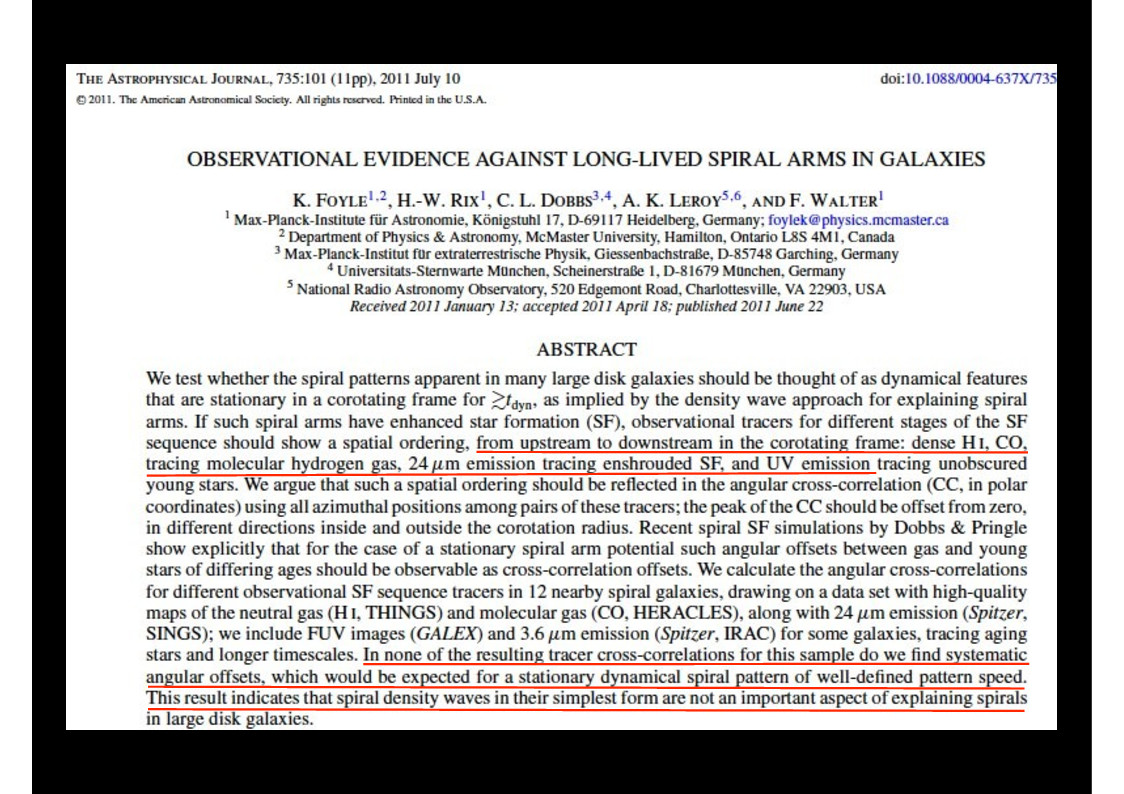 THE ASTROPHYSICAL JOURNAL, 735:101 (11pp), 2011 July 10
doi:10.1088/0004-637X/735
© 2011. The American Astronomical Society. All rights reserved. Printed in the U.S.A.
OBSERVATIONAL EVIDENCE AGAINST LONG-LIVED SPIRAL ARMS IN GALAXIES
K. FOYLE1,2, H.-W. RIX1, C. L. DOBBS3,4, A. K. LEROY5,6, AND F. WALTER1
1 Max-Planck-Institute für Astronomie, Königstuhl 17, D-69117 Heidelberg, Germany; foylek@physics.mcmaster.ca
2 Department of Physics & Astronomy, McMaster University, Hamilton, Ontario L8S 4M1, Canada
3 Max-Planck-Institut für extraterrestrische Physik, Giessenbachstraße, D-85748 Garching, Germany
4 Universitats-Sternwarte München, Scheinerstraße 1, D-81679 München, Germany
5 National Radio Astronomy Observatory, 520 Edgemont Road, Charlottesville, VA 22903, USA
Received 2011 January 13; accepted 2011 April 18; published 2011 June 22
ABSTRACT
We test whether the spiral patterns apparent in many large disk galaxies should be thought of as dynamical features
that are stationary in a corotating frame for ≳tdyn, as implied by the density wave approach for explaining spiral
arms. If such spiral arms have enhanced star formation (SF), observational tracers for different stages of the SF
sequence should show a spatial ordering, from upstream to downstream in the corotating frame: dense H I, CO,
tracing molecular hydrogen gas, 24 μm emission tracing enshrouded SF, and UV emission tracing unobscured
young stars. We argue that such a spatial ordering should be reflected in the angular cross-correlation (CC, in polar
coordinates) using all azimuthal positions among pairs of these tracers; the peak of the CC should be offset from zero,
in different directions inside and outside the corotation radius. Recent spiral SF simulations by Dobbs & Pringle
show explicitly that for the case of a stationary spiral arm potential such angular offsets between gas and young
stars of differing ages should be observable as cross-correlation offsets. We calculate the angular cross-correlations
for different observational SF sequence tracers in 12 nearby spiral galaxies, drawing on a data set with high-quality
maps of the neutral gas (H I, THINGS) and molecular gas (CO, HERACLES), along with 24 μm emission (Spitzer,
SINGS); we include FUV images (GALEX) and 3.6 μm emission (Spitzer, IRAC) for some galaxies, tracing aging
stars and longer timescales. In none of the resulting tracer cross-correlations for this sample do we find systematic
angular offsets, which would be expected for a stationary dynamical spiral pattern of well-defined pattern speed.
This result indicates that spiral density waves in their simplest form are not an important aspect of explaining spirals
in large disk galaxies.